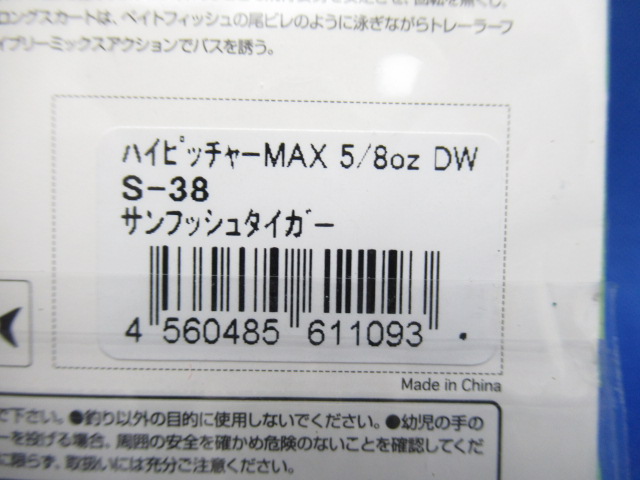 ロングスカートは、ベイトフィッシュの尾ビレのように泳ぎながらトレーラーフ
イブリーミックスアクションでバスを誘う。
ハイピッチャーMAX 5/8oz DW
S-38
サンフッシュタイガー
4 560485 611093
Made in China
で下さい。●釣り以外の目的に使用しないでください。●幼児の手の
ーを投げる場合、周囲の安全を確かめ危険のないことを確認してくだ
に限らず、取扱いには充分ご注意ください。